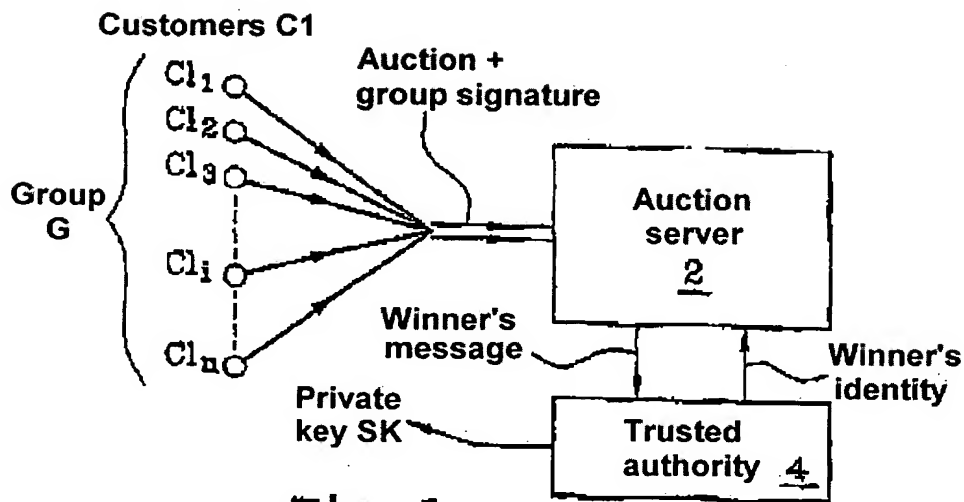 Customers C1
Cl1
Cl2
Cl3
Cli
Cln
Group
G
Auction +
group signature
Auction
server
2
Winner's
message
Winner's
identity
Private
key SK
Trusted
authority 4